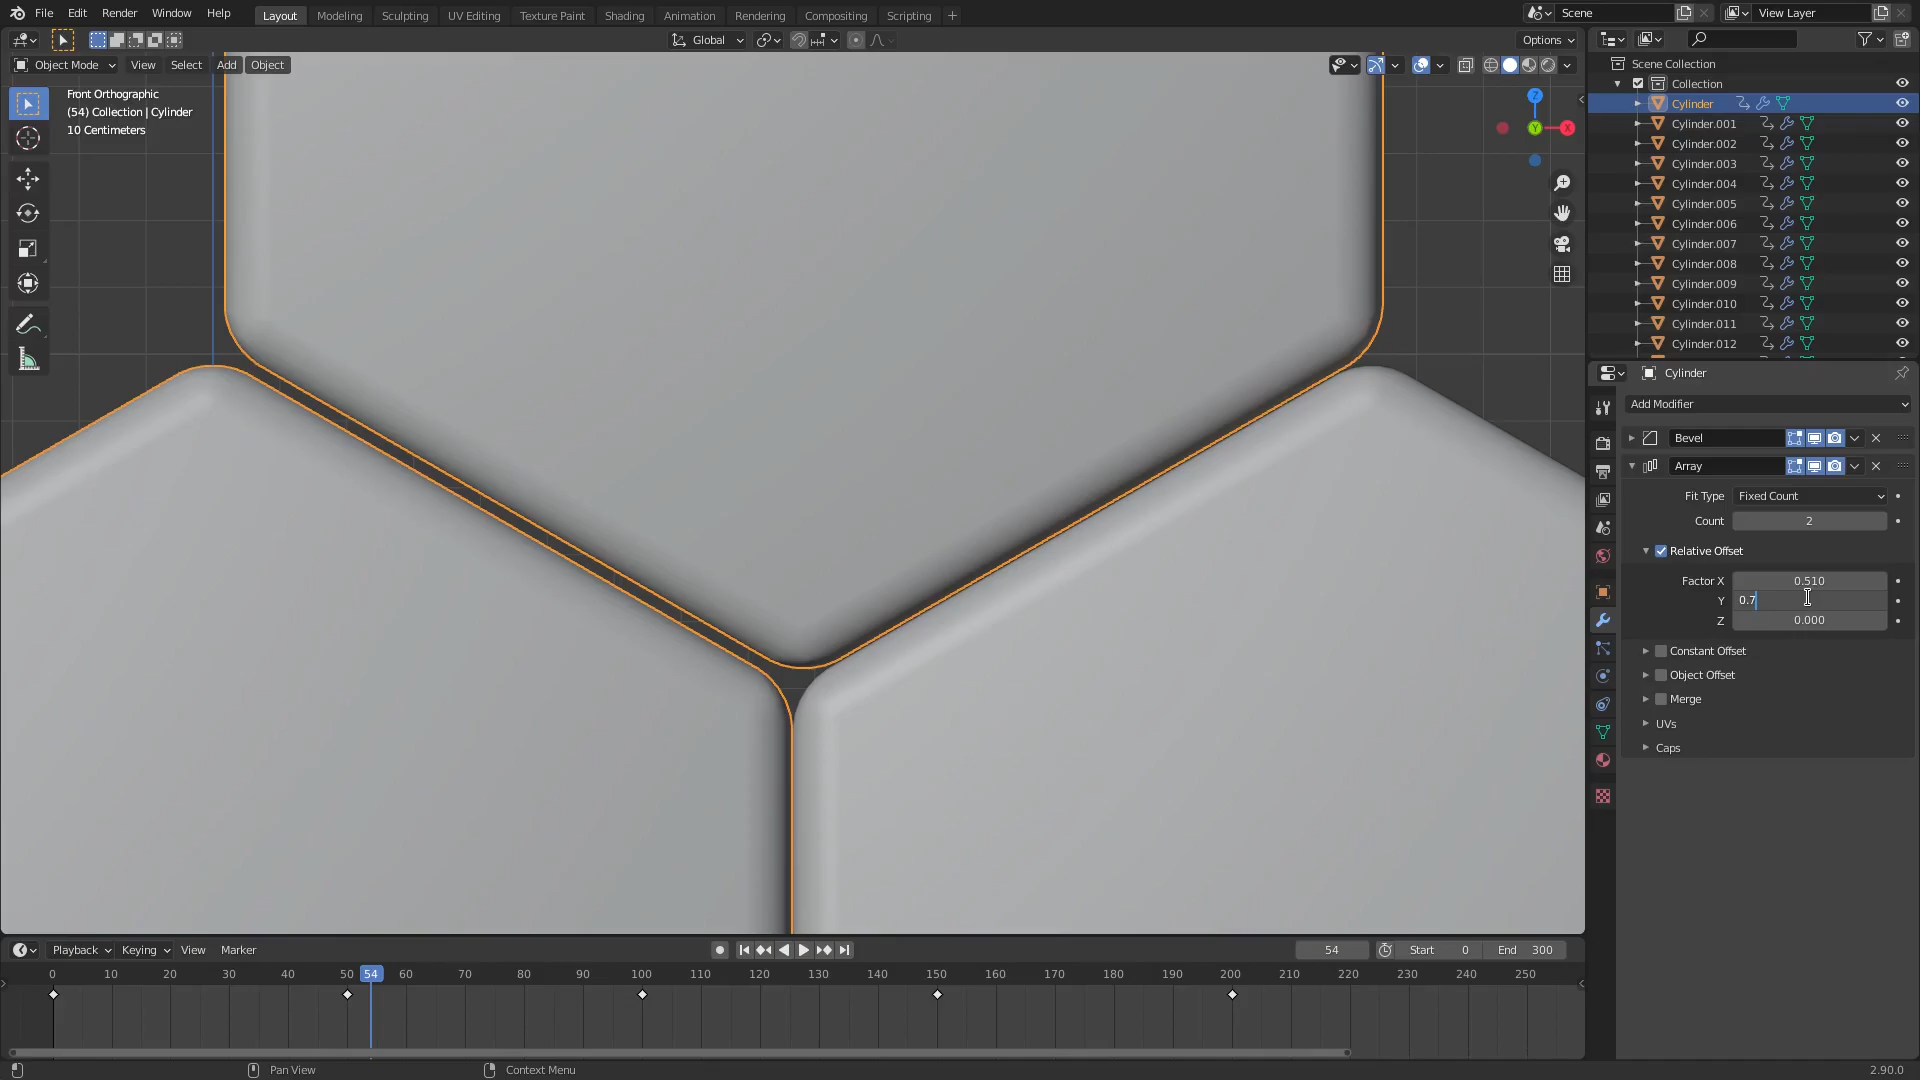 File Edit Render Window Help
Layout Modeling Sculpting UV Editing Texture Paint Shading Animation Rendering Compositing Scripting +
Scene
View Layer
Global
Options
Object Mode View Select Add Object
Front Orthographic
(54) Collection | Cylinder
10 Centimeters
Z
Y
X
Scene Collection
Collection
Cylinder
Cylinder.001
Cylinder.002
Cylinder.003
Cylinder.004
Cylinder.005
Cylinder.006
Cylinder.007
Cylinder.008
Cylinder.009
Cylinder.010
Cylinder.011
Cylinder.012
Cylinder
Add Modifier
Bevel
Array
Fit Type Fixed Count
Count 2
Relative Offset
Factor X 0.510
Y 0.7
Z 0.000
Constant Offset
Object Offset
Merge
UVs
Caps
Playback Keying View Marker
54 Start 0 End 300
0 10 20 30 40 50 54 60 70 80 90 100 110 120 130 140 150 160 170 180 190 200 210 220 230 240 250
Pan View
Context Menu
2.90.0